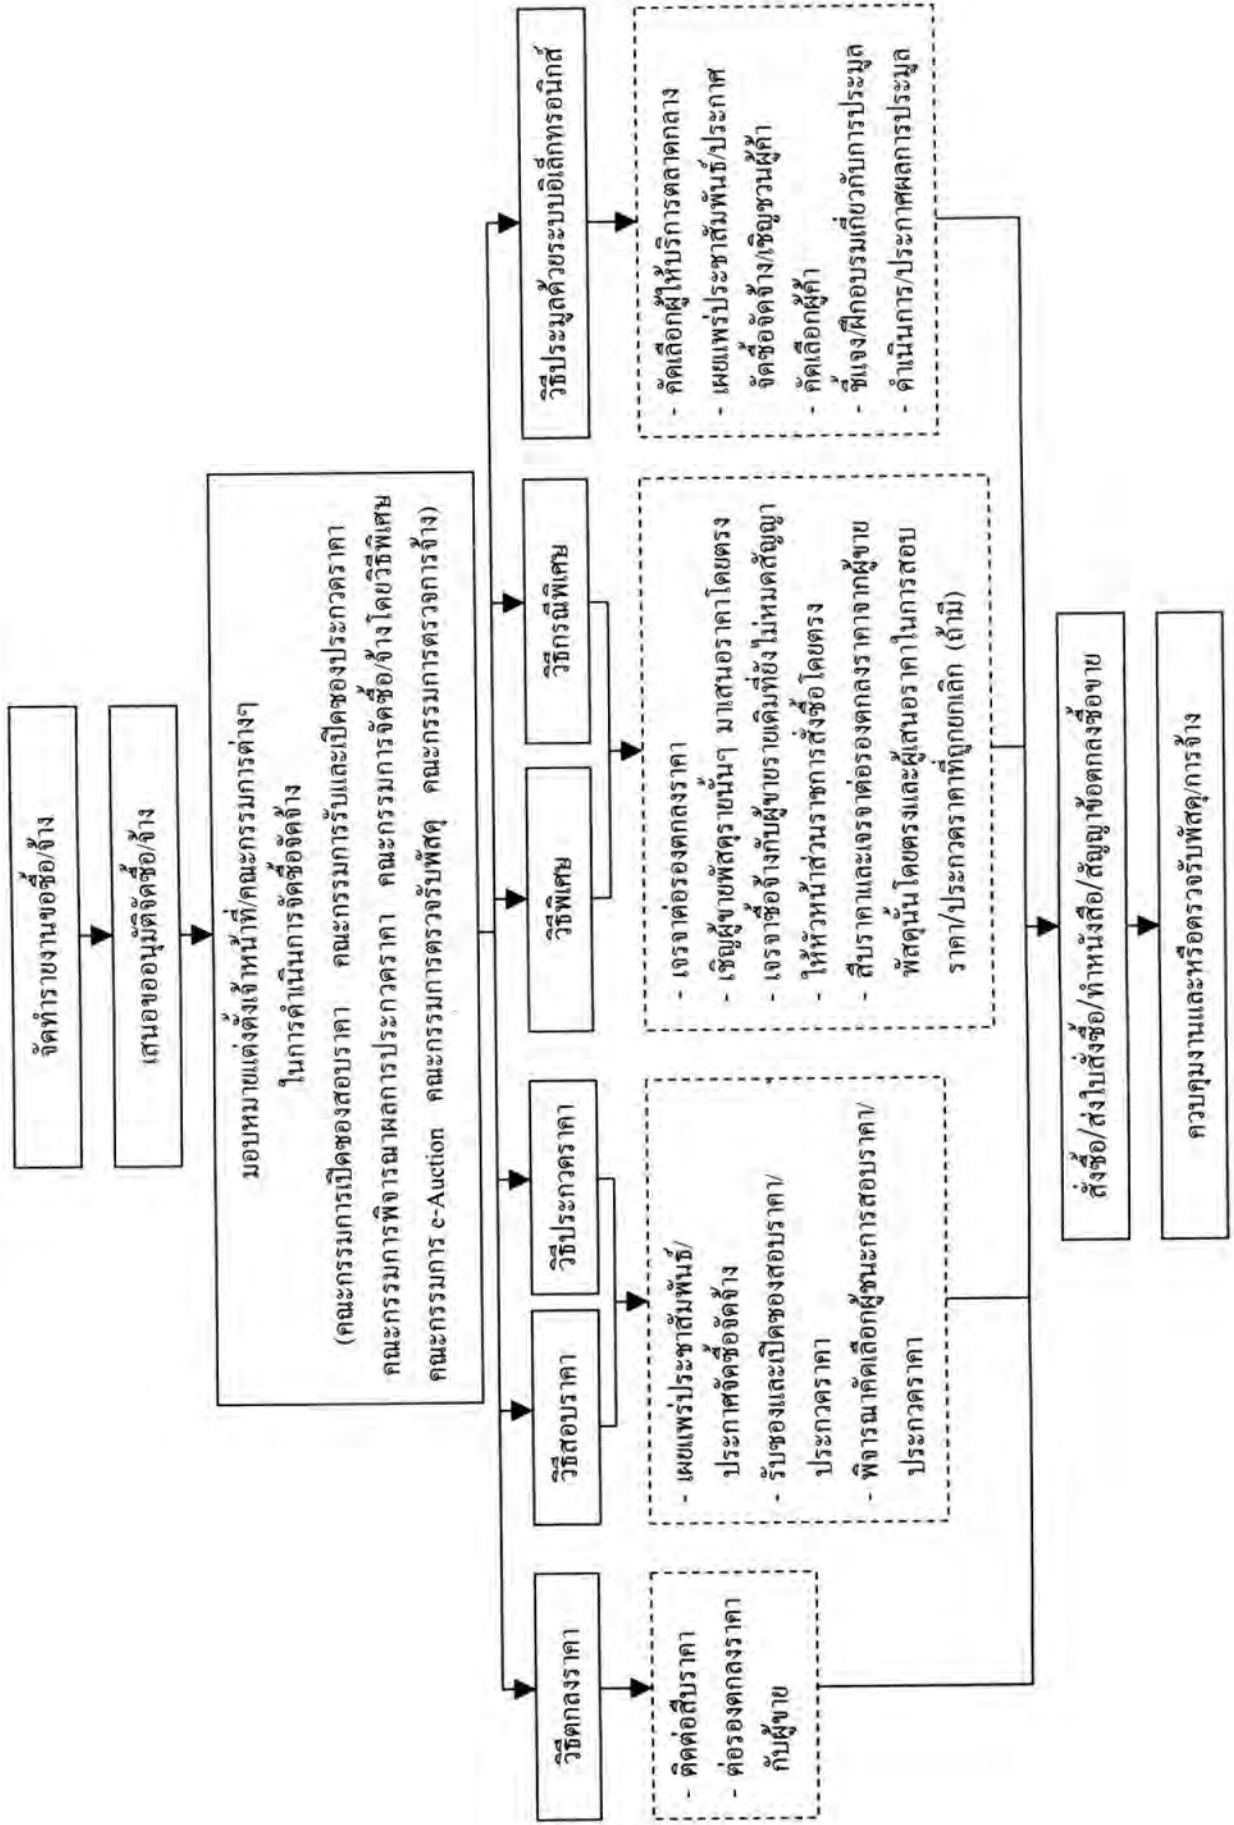 จัดทำรายงานขอซื้อ/จ้าง
เสนอขออนุมัติจัดซื้อ/จ้าง
มอบหมายแต่งตั้งเจ้าหน้าที่/คณะกรรมการต่างๆ
ในการดำเนินการจัดซื้อจัดจ้าง
(คณะกรรมการเปิดซองสอบราคา คณะกรรมการรับและเปิดซองประกวดราคา
คณะกรรมการพิจารณาผลการประกวดราคา คณะกรรมการจัดซื้อ/จ้างโดยวิธีพิเศษ
คณะกรรมการ e-Auction คณะกรรมการตรวจรับพัสดุ คณะกรรมการตรวจการจ้าง)
วิธีตกลงราคา
วิธีสอบราคา
วิธีประกวดราคา
วิธีพิเศษ
วิธีกรณีพิเศษ
วิธีประมูลด้วยระบบอิเล็กทรอนิกส์
- ติดต่อสืบราคา
- ต่อรองตกลงราคา
กับผู้ขาย
- เผยแพร่ประชาสัมพันธ์/
ประกาศจัดซื้อจัดจ้าง
- รับซองและเปิดซองสอบราคา/
ประกวดราคา
- พิจารณาคัดเลือกผู้ชนะการสอบราคา/
ประกวดราคา
- เจรจาต่อรองตกลงราคา
- เชิญผู้ขายพัสดุรายนั้นๆ มาเสนอราคาโดยตรง
- เจรจาซื้อจ้างกับผู้ขายรายเดิมที่ยังไม่หมดสัญญา
- ให้หัวหน้าส่วนราชการสั่งซื้อโดยตรง
- สืบราคาและเจรจาต่อรองตกลงราคาจากผู้ขาย
พัสดุนั้นโดยตรงและผู้เสนอราคาในการสอบ
ราคา/ประกวดราคาที่ถูกยกเลิก (ถ้ามี)
- คัดเลือกผู้ให้บริการตลาดกลาง
- เผยแพร่ประชาสัมพันธ์/ประกาศ
จัดซื้อจัดจ้าง/เชิญชวนผู้ค้า
- คัดเลือกผู้ค้า
- ชี้แจง/ฝึกอบรมเกี่ยวกับการประมูล
- ดำเนินการ/ประกาศผลการประมูล
สั่งซื้อ/ส่งใบสั่งซื้อ/ทำหนังสือ/สัญญาข้อตกลงซื้อขาย
ควบคุมงานและหรือตรวจรับพัสดุ/การจ้าง